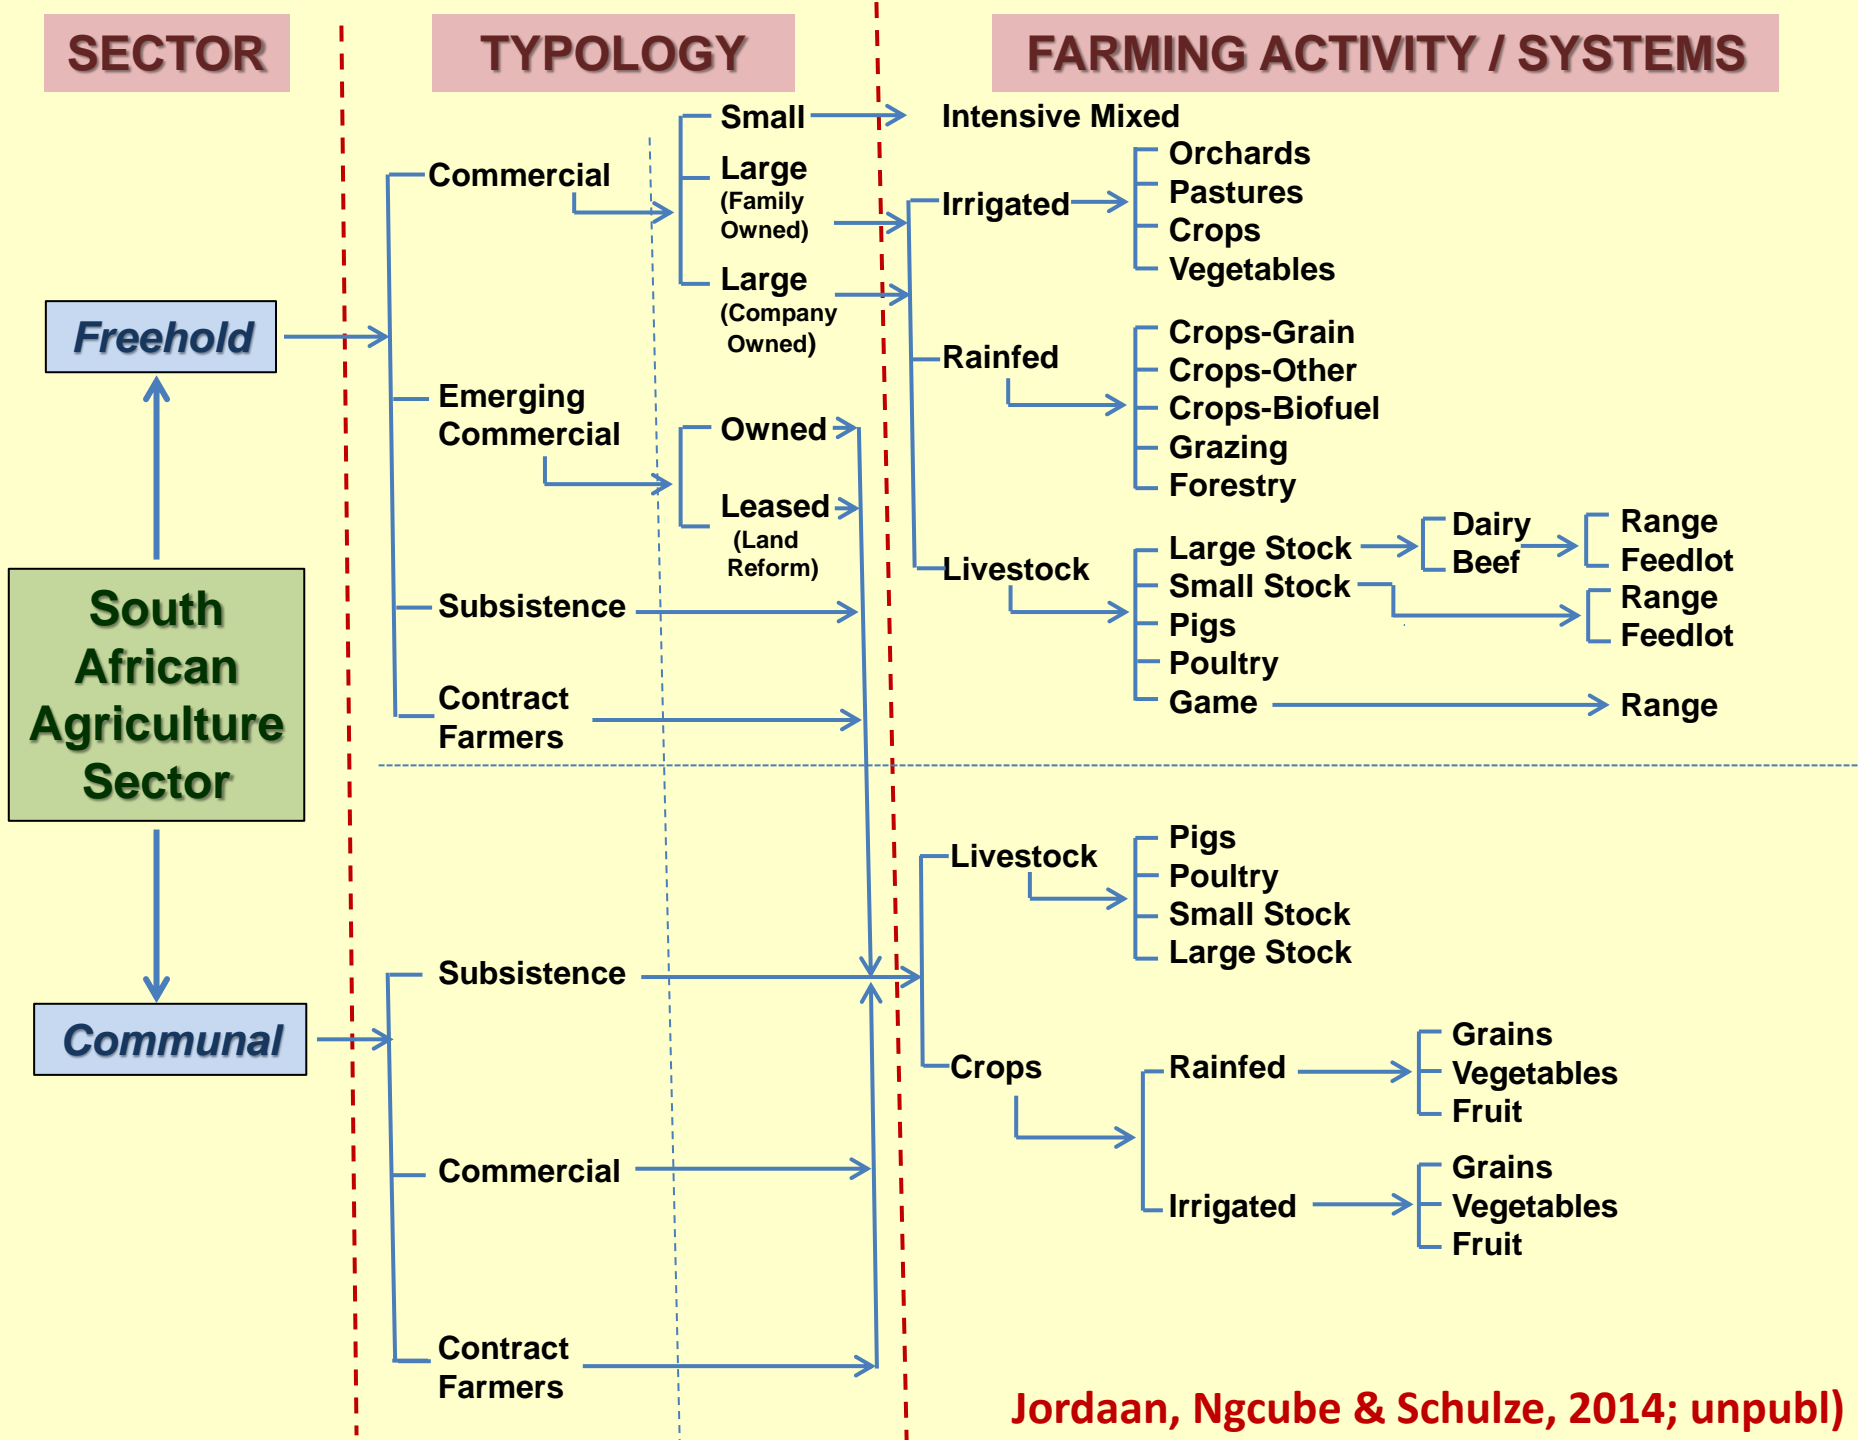 SECTOR
TYPOLOGY
FARMING ACTIVITY / SYSTEMS
South
African
Agriculture
Sector
Freehold
Commercial
Small
Large
(Family
Owned)
Large
(Company
Owned)
Emerging
Commercial
Owned
Leased
(Land
Reform)
Subsistence
Contract
Farmers
Intensive Mixed
Irrigated
Orchards
Pastures
Crops
Vegetables
Rainfed
Crops-Grain
Crops-Other
Crops-Biofuel
Grazing
Forestry
Livestock
Large Stock
Small Stock
Pigs
Poultry
Game
Dairy
Beef
Range
Feedlot
Range
Feedlot
Range
Communal
Subsistence
Commercial
Contract
Farmers
Livestock
Pigs
Poultry
Small Stock
Large Stock
Crops
Rainfed
Grains
Vegetables
Fruit
Irrigated
Grains
Vegetables
Fruit
Jordaan, Ngcube & Schulze, 2014; unpubl)